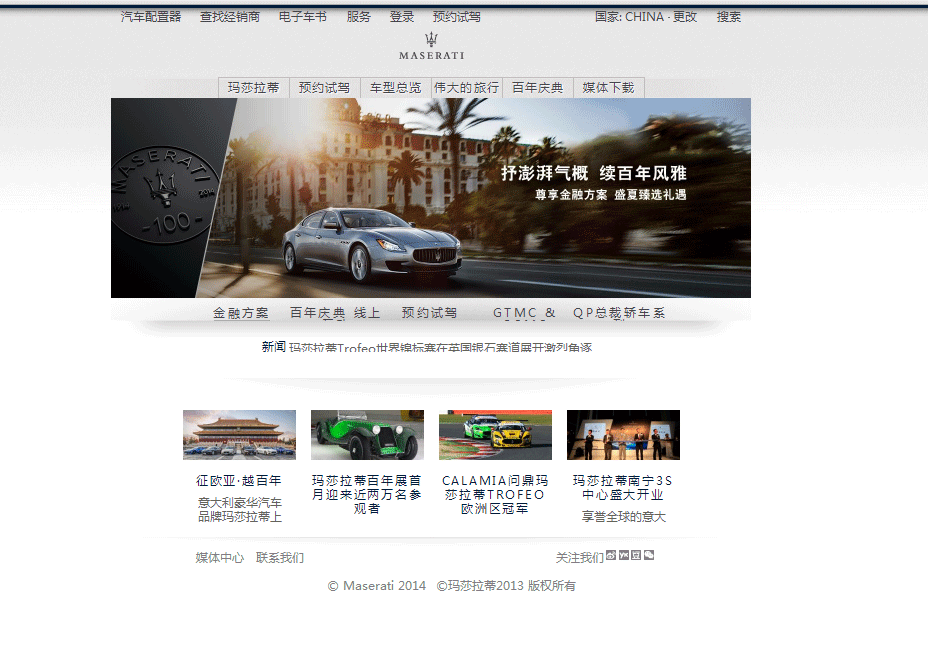 汽车配置器 查找经销商 电子车书 服务 登录 预约试驾 国家: CHINA · 更改 搜索
MASERATI
玛莎拉蒂 预约试驾 车型总览 伟大的旅行 百年庆典 媒体下载
MASERATI
1914 2014
-100-
抒澎湃气概 续百年风雅
尊享金融方案 盛夏臻选礼遇
金融方案 百年庆典 线上 预约试驾 GTMC & QP总裁轿车系
新闻 玛莎拉蒂Trofeo世界锦标赛在英国银石赛道展开激烈角逐
征欧亚·越百年 玛莎拉蒂百年展首 CALAMIA问鼎玛 玛莎拉蒂南宁3S
月迎来近两万名参 莎拉蒂TROFEO 中心盛大开业
意大利豪华汽车 观者 欧洲区冠军
品牌玛莎拉蒂上 享誉全球的意大
媒体中心 联系我们 关注我们
© Maserati 2014 ©玛莎拉蒂2013 版权所有